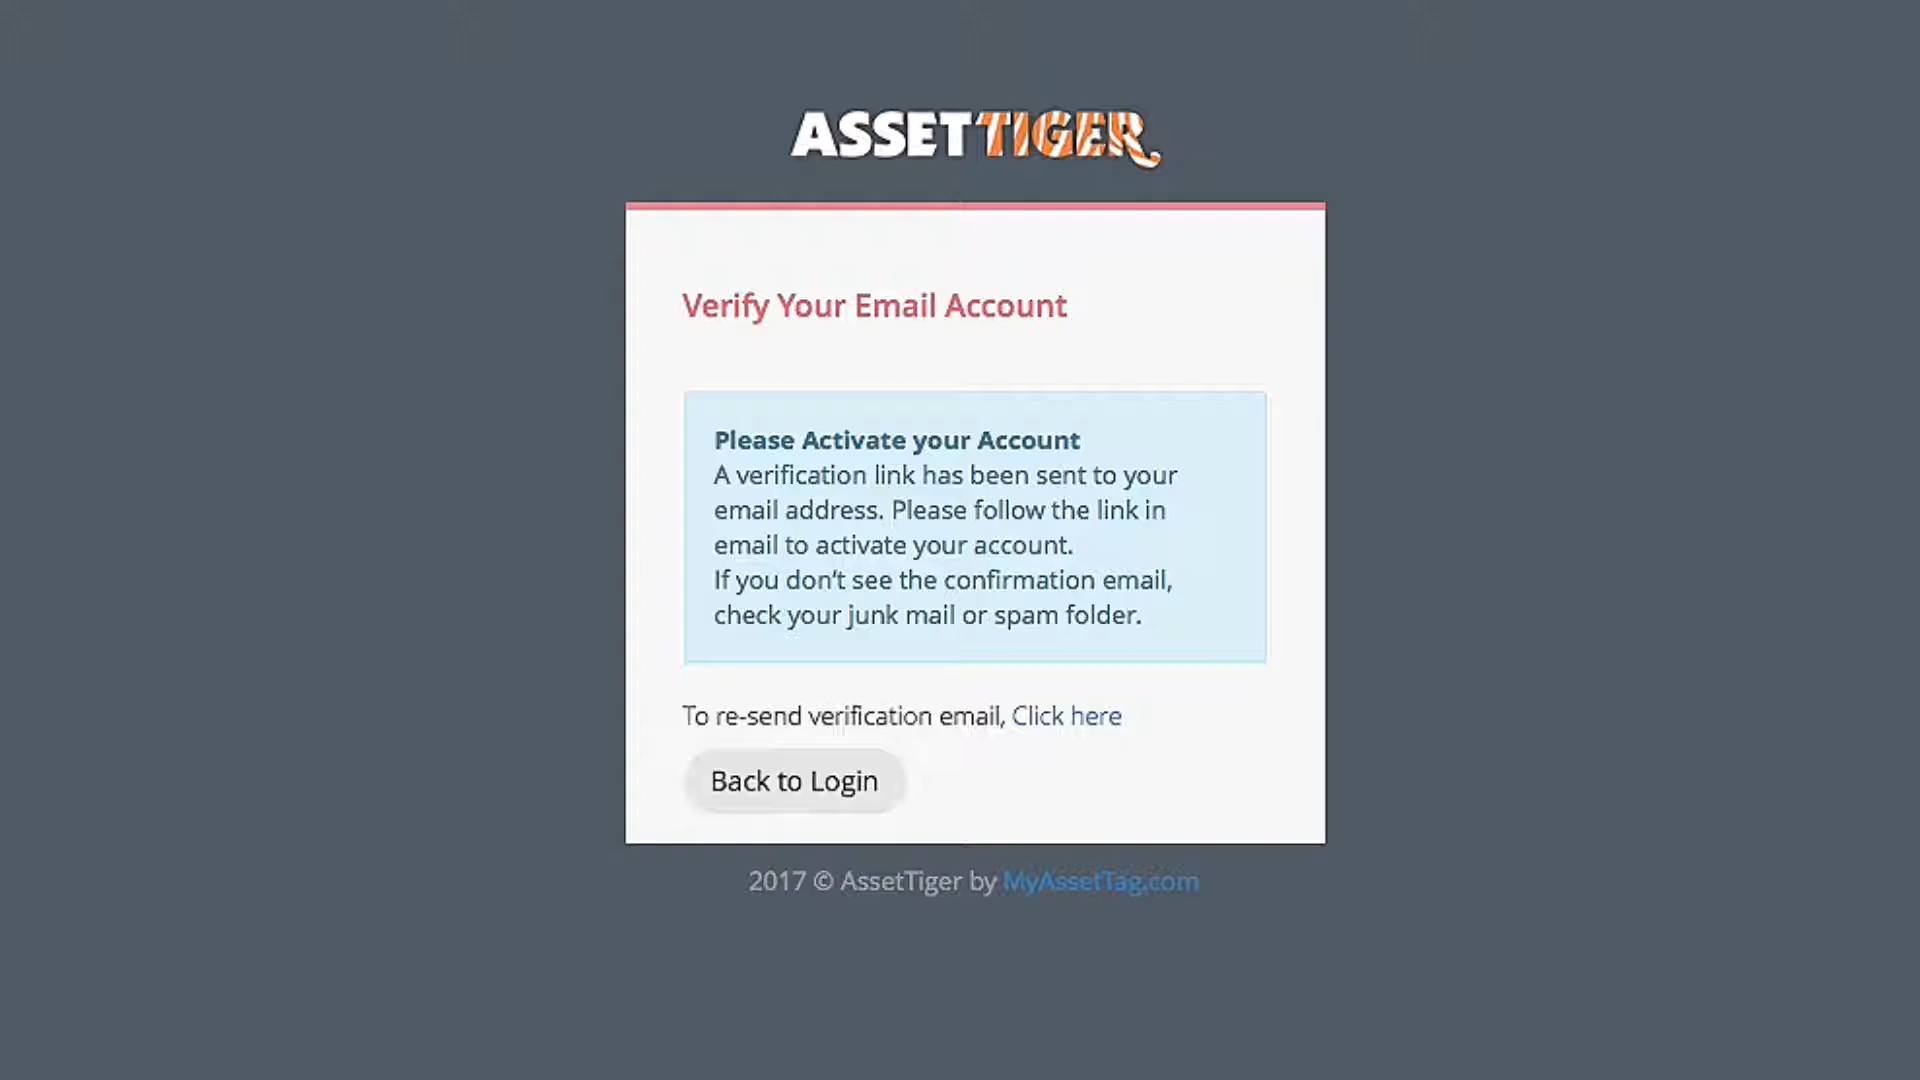 ASSETTIGER
Verify Your Email Account
Please Activate your Account
A verification link has been sent to your
email address. Please follow the link in
email to activate your account.
If you don't see the confirmation email,
check your junk mail or spam folder.
To re-send verification email, Click here
Back to Login
2017 © AssetTiger by MyAssetTag.com